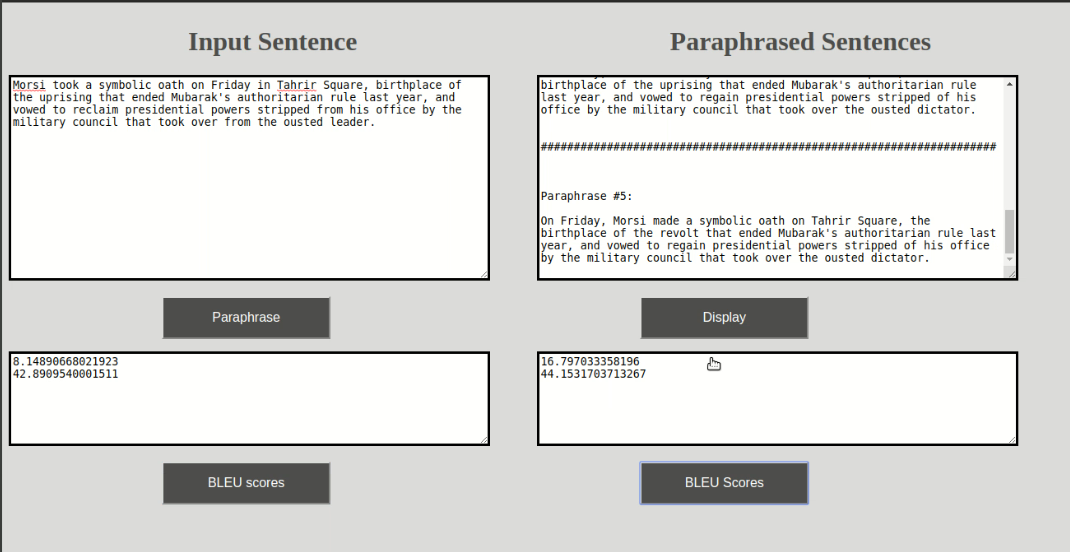 Input Sentence
Morsi took a symbolic oath on Friday in Tahrir Square, birthplace of
the uprising that ended Mubarak's authoritarian rule last year, and
vowed to reclaim presidential powers stripped from his office by the
military council that took over from the ousted leader.
Paraphrase
8.14890668021923
42.8909540001511
BLEU scores
Paraphrased Sentences
birthplace of the uprising that ended Mubarak's authoritarian rule
last year, and vowed to regain presidential powers stripped of his
office by the military council that took over the ousted dictator.
######################################################################
Paraphrase #5:
On Friday, Morsi made a symbolic oath on Tahrir Square, the
birthplace of the revolt that ended Mubarak's authoritarian rule last
year, and vowed to regain presidential powers stripped of his office
by the military council that took over the ousted dictator.
Display
16.797033358196
44.1531703713267
BLEU Scores